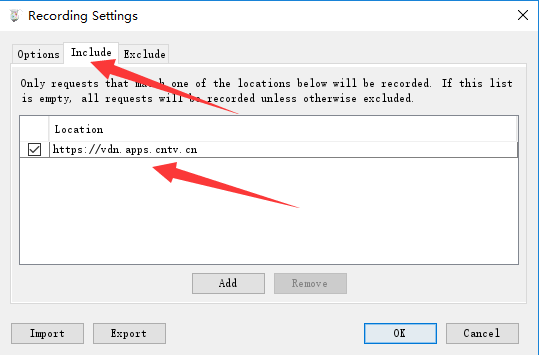 Recording Settings
Options Include Exclude
Only requests that match one of the locations below will be recorded. If this list
is empty, all requests will be recorded unless otherwise excluded.
Location
https://vdn.apps.cntv.cn
Add Remove
Import Export OK Cancel